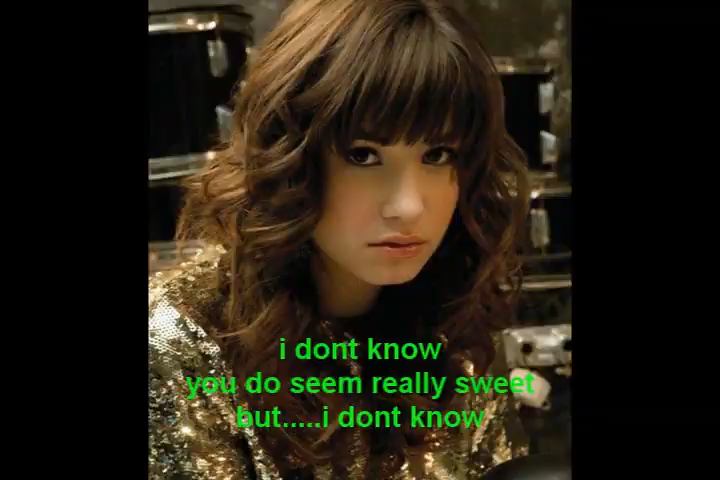 i dont know
you do seem really sweet
but.....i dont know